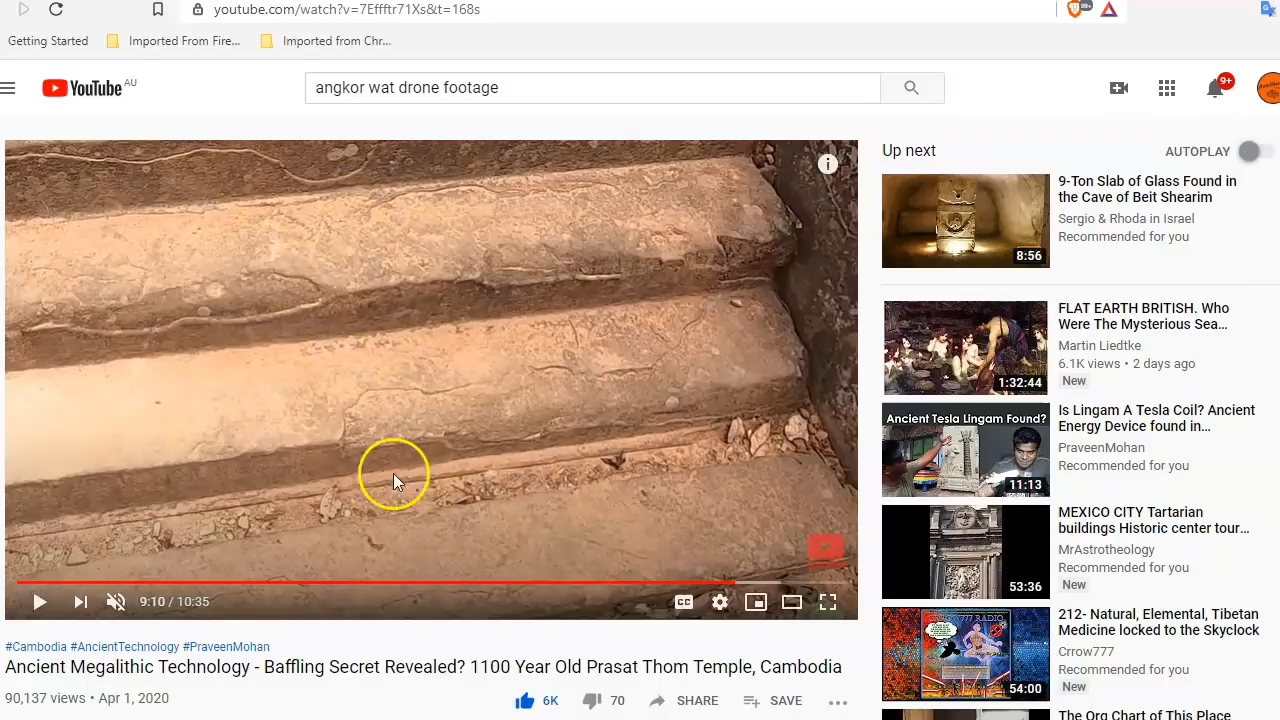 youtube.com/watch?v=7Effftr71Xs&t=168s
99+
Getting Started
Imported From Fire...
Imported from Chr...
YouTube AU
angkor wat drone footage
9+
Up next
AUTOPLAY
9-Ton Slab of Glass Found in
the Cave of Beit Shearim
Sergio & Rhoda in Israel
Recommended for you
8:56
FLAT EARTH BRITISH. Who
Were The Mysterious Sea...
Martin Liedtke
6.1K views • 2 days ago
New
1:32:44
Ancient Tesla Lingam Found?
11:13
Is Lingam A Tesla Coil? Ancient
Energy Device found in...
PraveenMohan
Recommended for you
MEXICO CITY Tartarian
buildings Historic center tour...
MrAstrotheology
Recommended for you
New
53:36
212- Natural, Elemental, Tibetan
Medicine locked to the Skyclock
Crrow777
Recommended for you
New
54:00
The Org Chart of This Place
9:10 / 10:35
CC
#Cambodia #AncientTechnology #PraveenMohan
Ancient Megalithic Technology - Baffling Secret Revealed? 1100 Year Old Prasat Thom Temple, Cambodia
90,137 views • Apr 1, 2020
6K
70
SHARE
SAVE